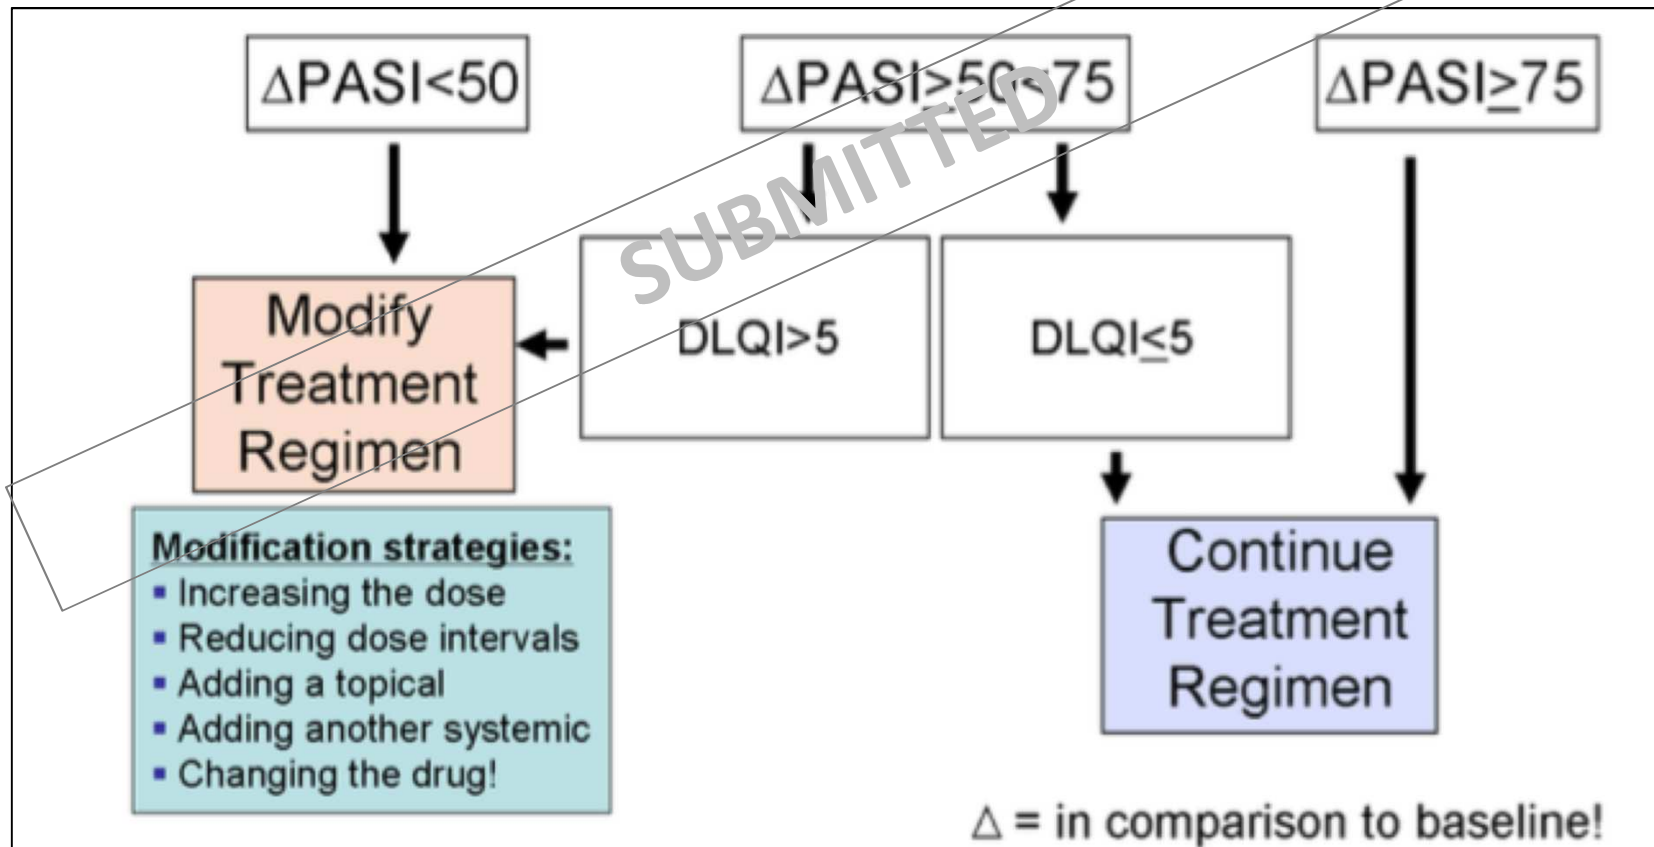 ΔPASI<50
ΔPASI≥50<75
ΔPASI≥75
SUBMITTED
Modify
Treatment
Regimen
DLQI>5
DLQI≤5
Modification strategies:
▪ Increasing the dose
▪ Reducing dose intervals
▪ Adding a topical
▪ Adding another systemic
▪ Changing the drug!
Continue
Treatment
Regimen
Δ = in comparison to baseline!